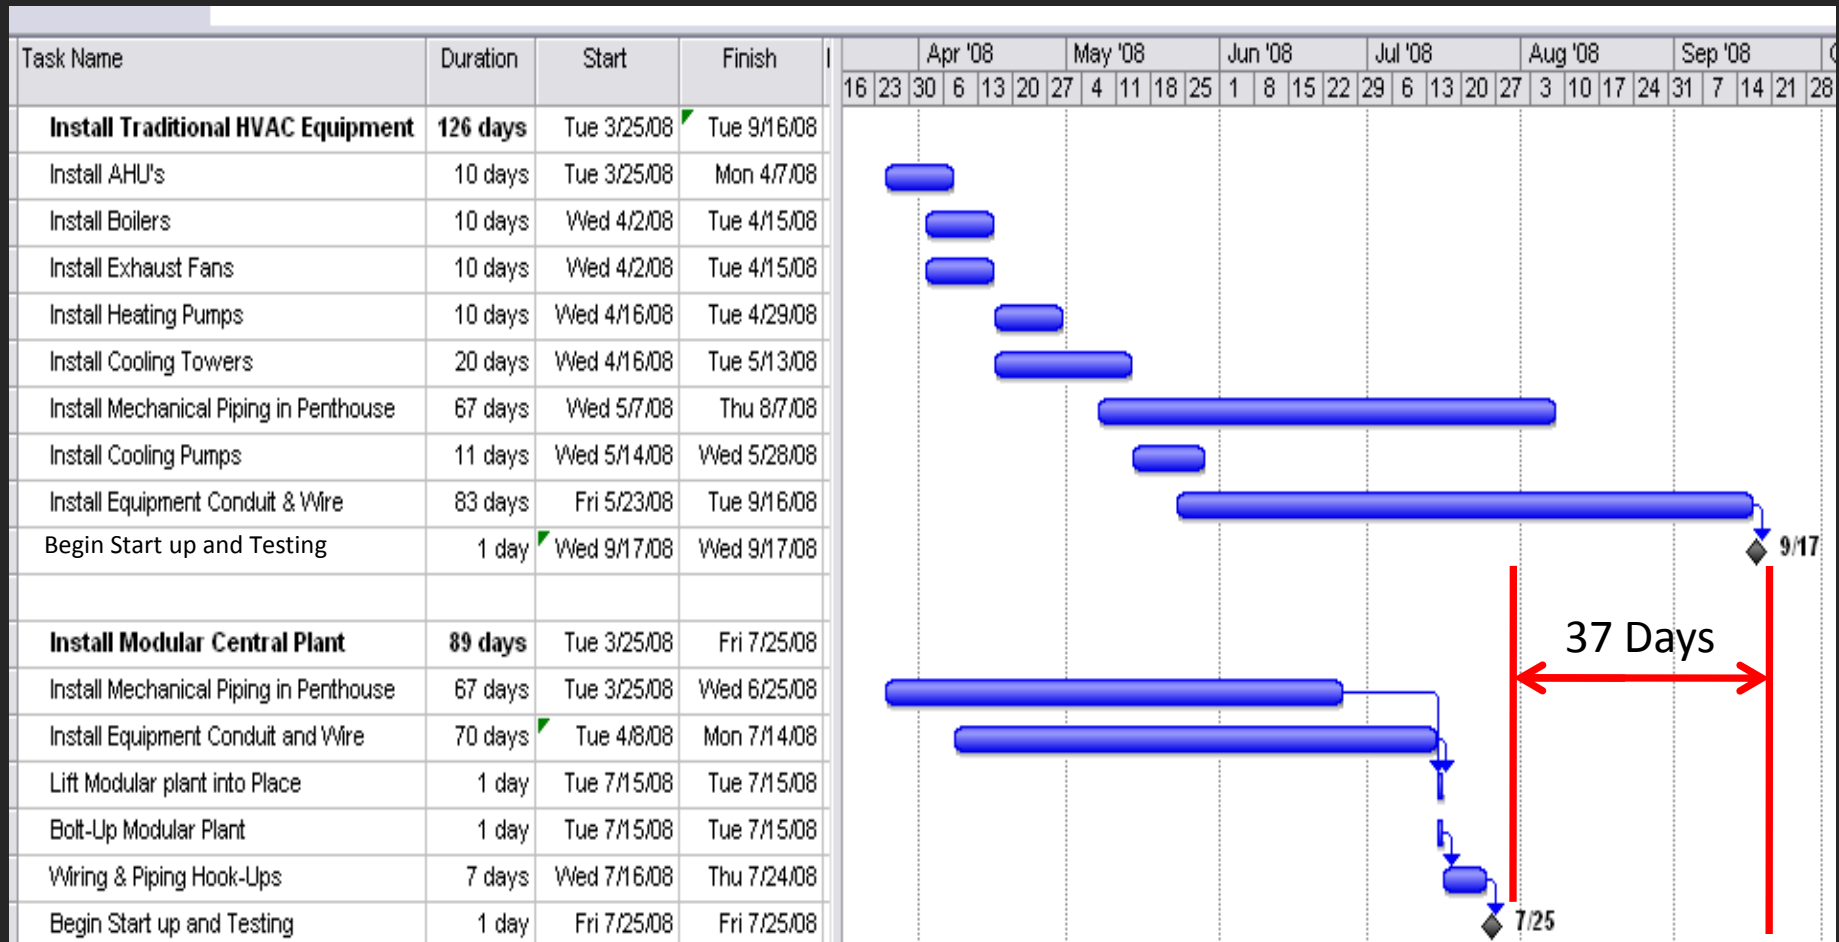 Task Name Duration Start Finish Apr '08 May '08 Jun '08 Jul '08 Aug '08 Sep '08
16 23 30 6 13 20 27 4 11 18 25 1 8 15 22 29 6 13 20 27 3 10 17 24 31 7 14 21 28
Install Traditional HVAC Equipment 126 days Tue 3/25/08 Tue 9/16/08
Install AHU's 10 days Tue 3/25/08 Mon 4/7/08
Install Boilers 10 days Wed 4/2/08 Tue 4/15/08
Install Exhaust Fans 10 days Wed 4/2/08 Tue 4/15/08
Install Heating Pumps 10 days Wed 4/16/08 Tue 4/29/08
Install Cooling Towers 20 days Wed 4/16/08 Tue 5/13/08
Install Mechanical Piping in Penthouse 67 days Wed 5/7/08 Thu 8/7/08
Install Cooling Pumps 11 days Wed 5/14/08 Wed 5/28/08
Install Equipment Conduit & Wire 83 days Fri 5/23/08 Tue 9/16/08
Begin Start up and Testing 1 day Wed 9/17/08 Wed 9/17/08 9/17
37 Days
Install Modular Central Plant 89 days Tue 3/25/08 Fri 7/25/08
Install Mechanical Piping in Penthouse 67 days Tue 3/25/08 Wed 6/25/08
Install Equipment Conduit and Wire 70 days Tue 4/8/08 Mon 7/14/08
Lift Modular plant into Place 1 day Tue 7/15/08 Tue 7/15/08
Bolt-Up Modular Plant 1 day Tue 7/15/08 Tue 7/15/08
Wiring & Piping Hook-Ups 7 days Wed 7/16/08 Thu 7/24/08
Begin Start up and Testing 1 day Fri 7/25/08 Fri 7/25/08 7/25